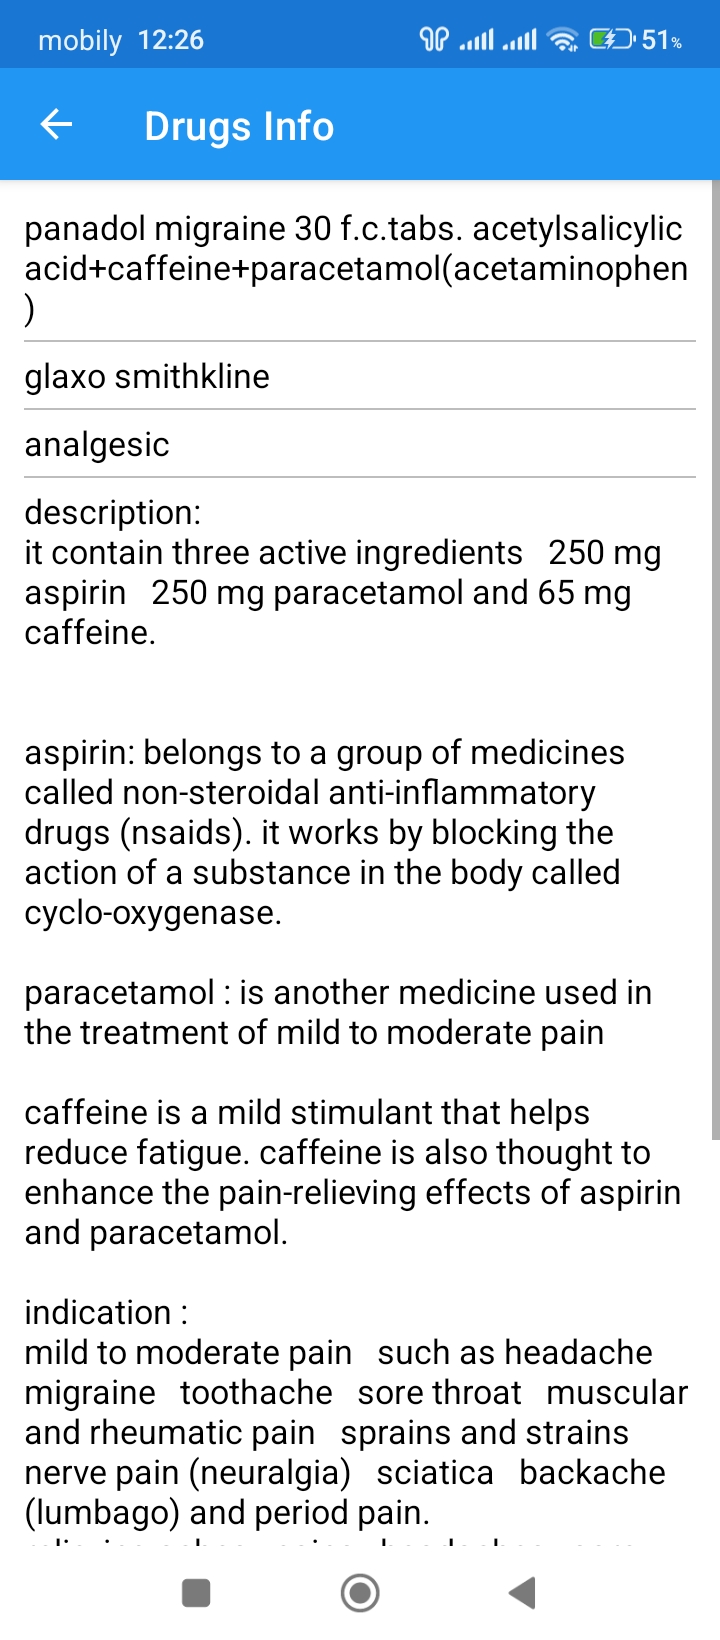 mobily 12:26
51%
Drugs Info
panadol migraine 30 f.c.tabs. acetylsalicylic
acid+caffeine+paracetamol(acetaminophen
)
glaxo smithkline
analgesic
description:
it contain three active ingredients   250 mg
aspirin   250 mg paracetamol and 65 mg
caffeine.
aspirin: belongs to a group of medicines
called non-steroidal anti-inflammatory
drugs (nsaids). it works by blocking the
action of a substance in the body called
cyclo-oxygenase.
paracetamol : is another medicine used in
the treatment of mild to moderate pain
caffeine is a mild stimulant that helps
reduce fatigue. caffeine is also thought to
enhance the pain-relieving effects of aspirin
and paracetamol.
indication :
mild to moderate pain   such as headache
migraine   toothache   sore throat   muscular
and rheumatic pain   sprains and strains
nerve pain (neuralgia)   sciatica   backache
(lumbago) and period pain.